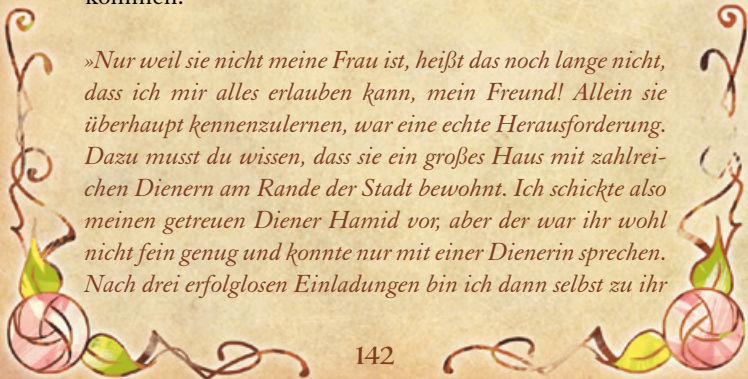 kommen.
»Nur weil sie nicht meine Frau ist, heißt das noch lange nicht,
dass ich mir alles erlauben kann, mein Freund! Allein sie
überhaupt kennenzulernen, war eine echte Herausforderung.
Dazu musst du wissen, dass sie ein großes Haus mit zahlrei-
chen Dienern am Rande der Stadt bewohnt. Ich schickte also
meinen getreuen Diener Hamid vor, aber der war ihr wohl
nicht fein genug und konnte nur mit einer Dienerin sprechen.
Nach drei erfolglosen Einladungen bin ich dann selbst zu ihr
142